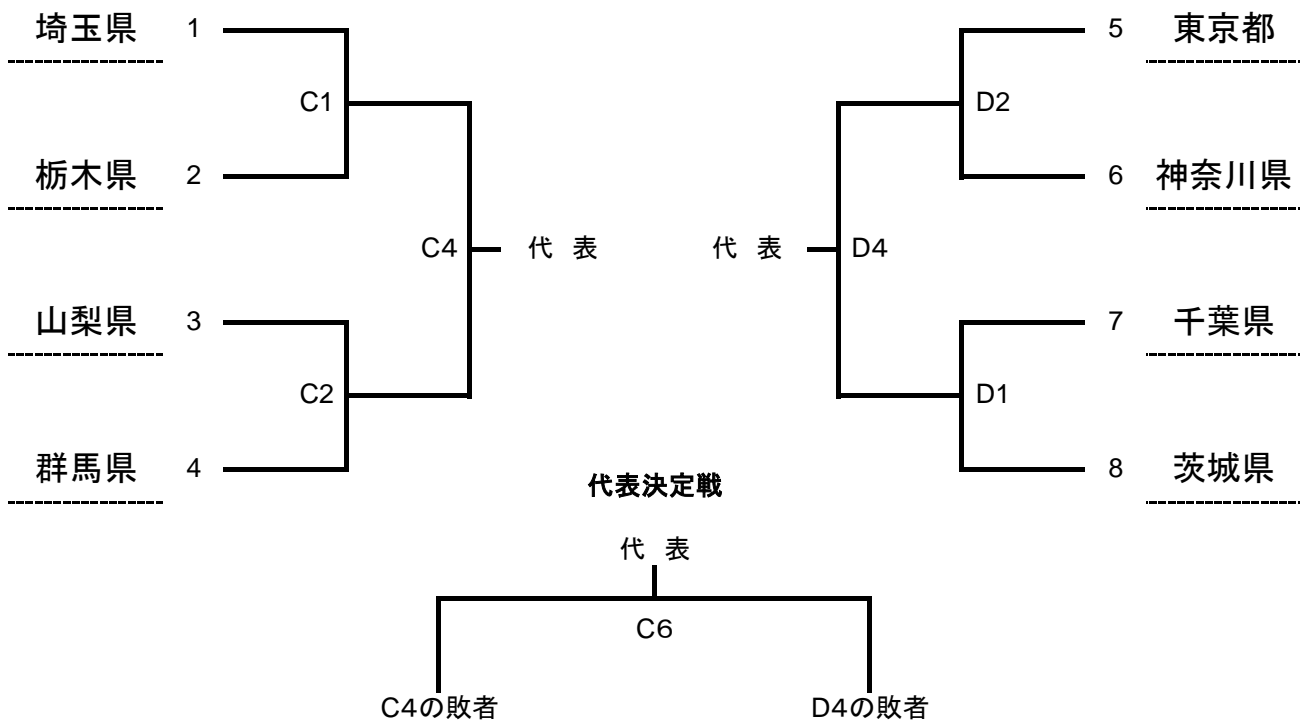 埼玉県 1
5 東京都
C1
D2
栃木県 2
6 神奈川県
C4 代 表
代 表 D4
山梨県 3
7 千葉県
C2
D1
群馬県 4
8 茨城県
代表決定戦
代 表
C6
C4の敗者
D4の敗者